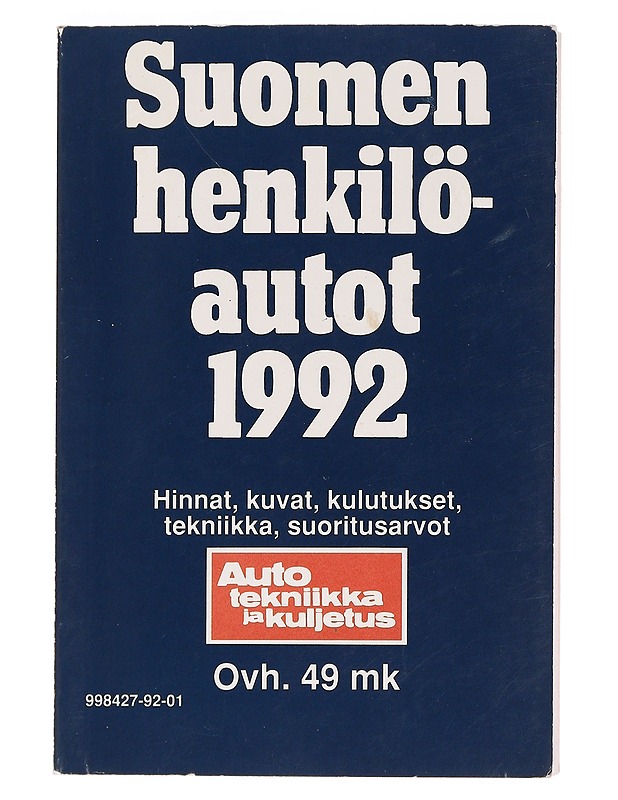 Suomen
henkilö-
autot
1992
Hinnat, kuvat, kulutukset,
tekniikka, suoritusarvot
Auto
tekniikka
ja kuljetus
Ovh. 49 mk
998427-92-01